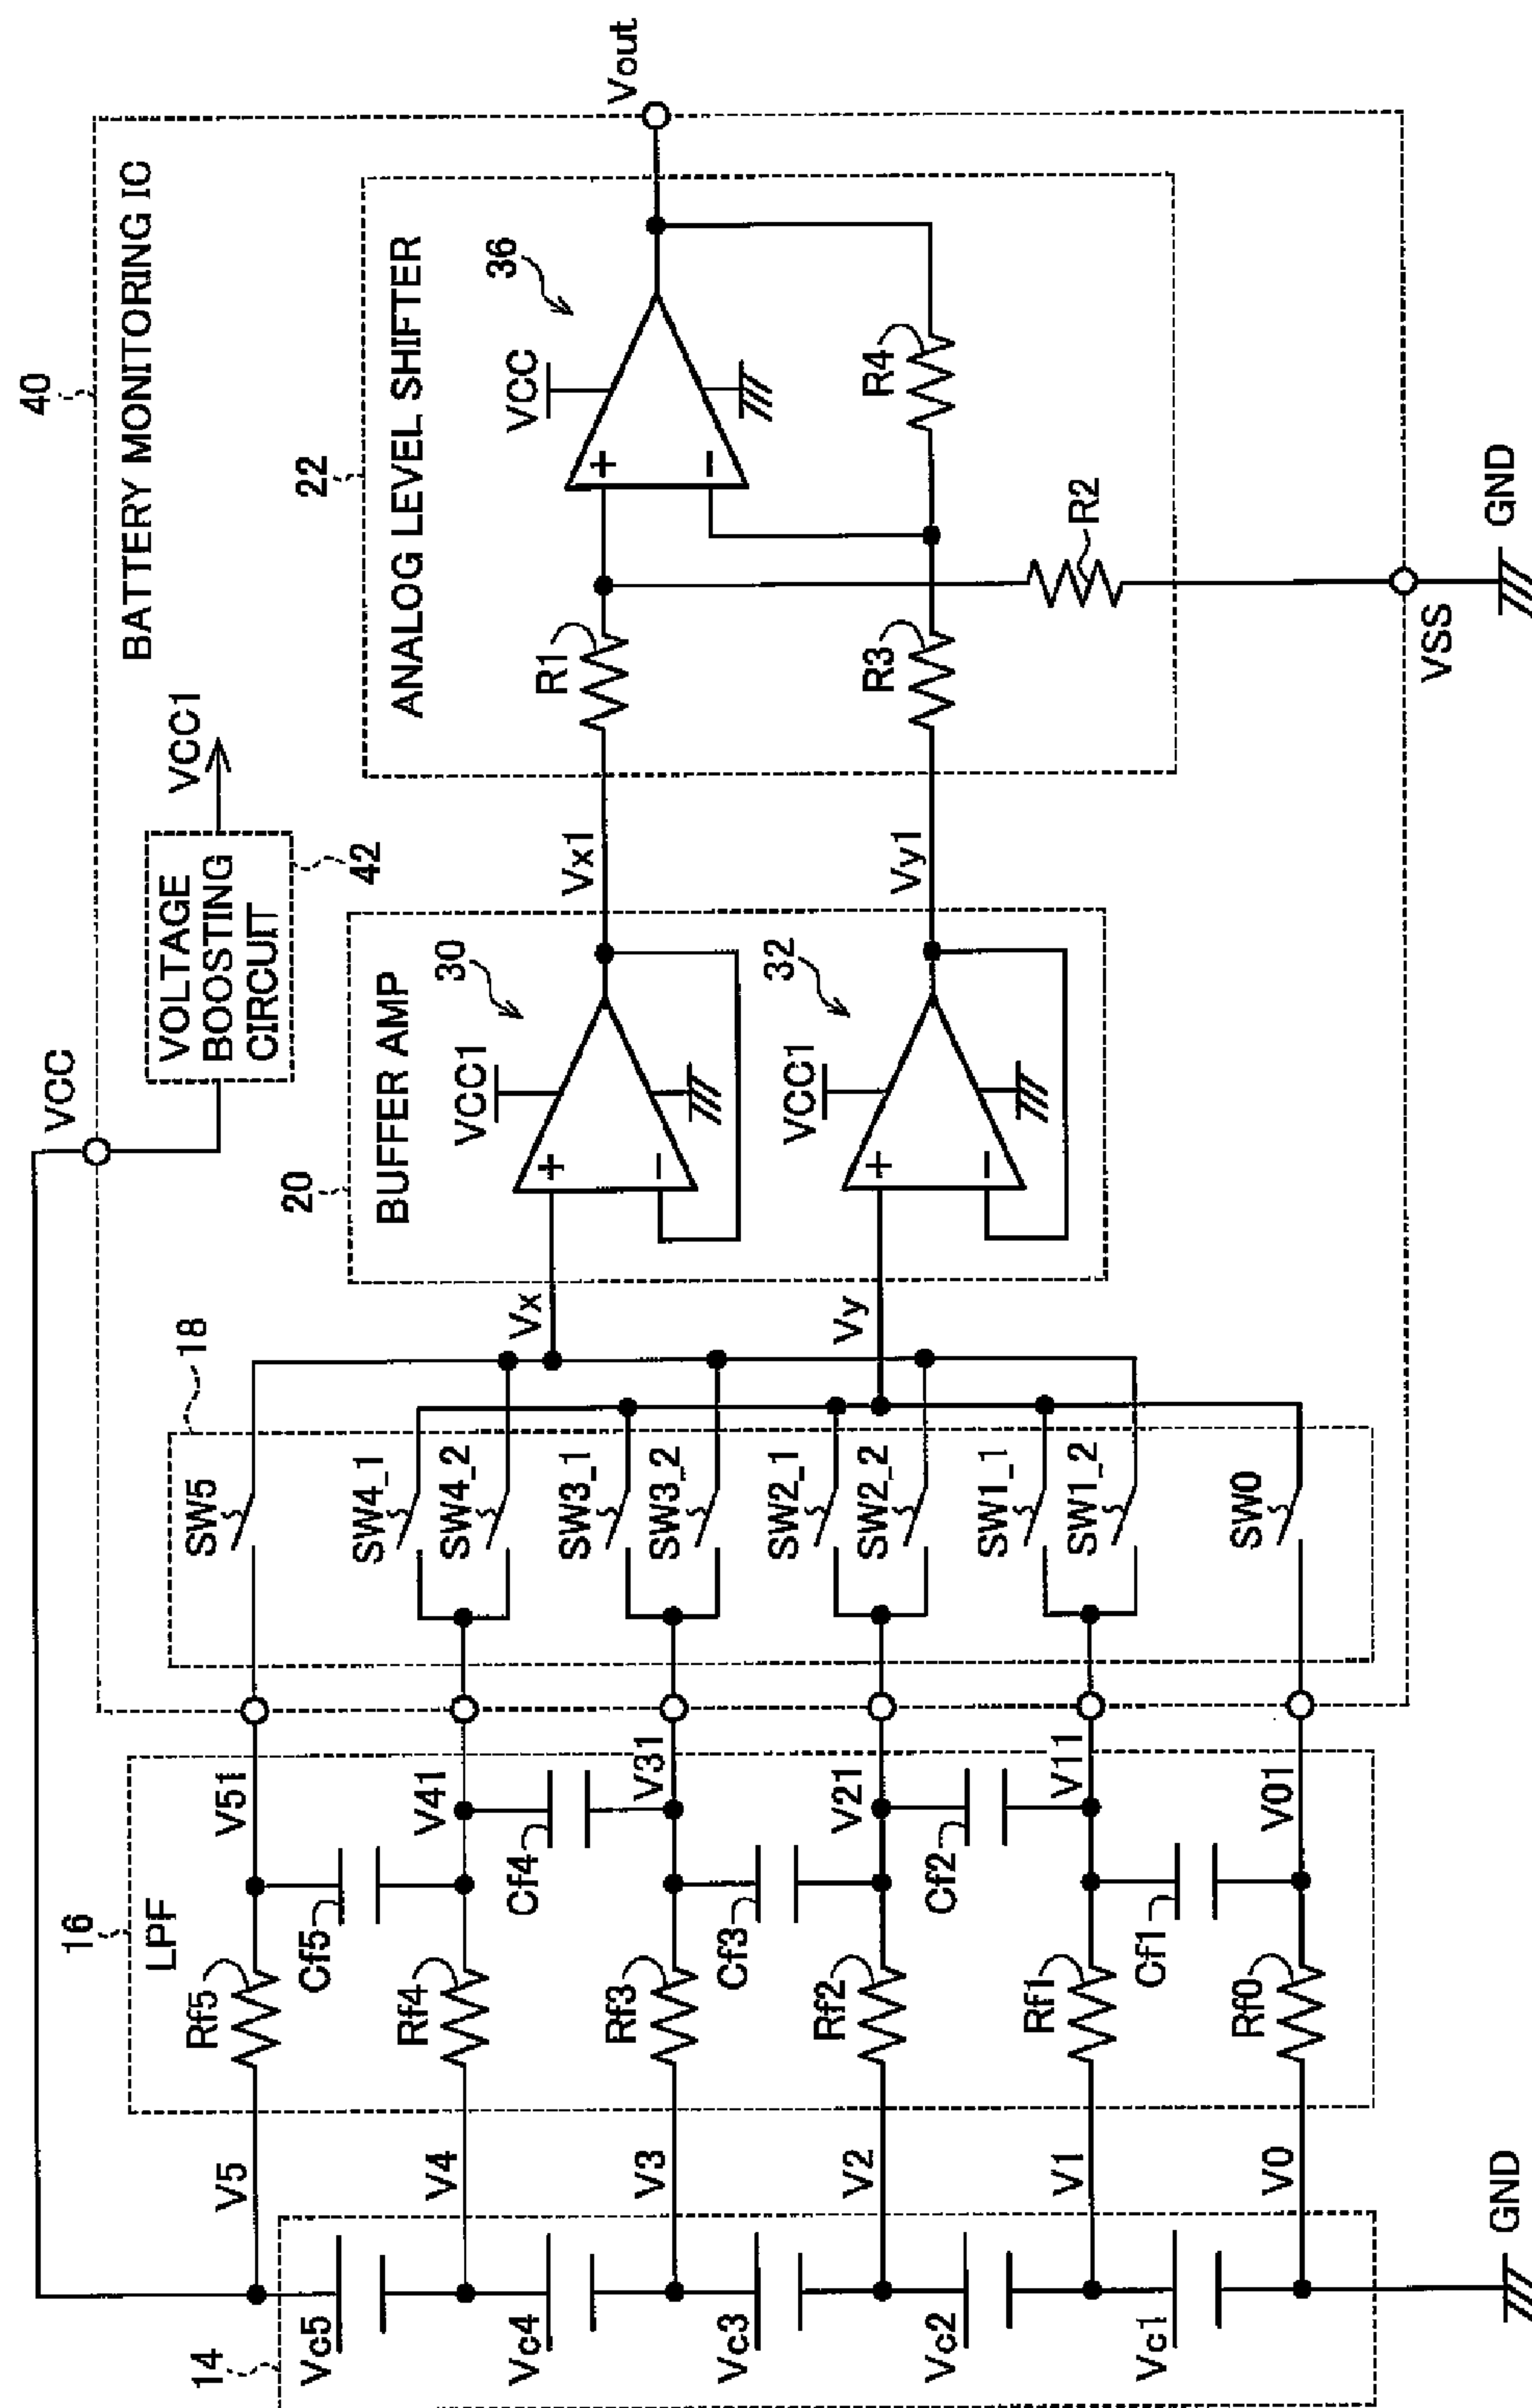 40
BATTERY MONITORING IC
VCC
VOLTAGE
BOOSTING
CIRCUIT
42
VCC1
14
Vc5
Vc4
Vc3
Vc2
Vc1
GND
V5
V4
V3
V2
V1
V0
16
LPF
Rf5
Rf4
Rf3
Rf2
Rf1
Rf0
Cf5
Cf4
Cf3
Cf2
Cf1
V51
V41
V31
V21
V11
V01
18
SW5
SW4_1
SW4_2
SW3_1
SW3_2
SW2_1
SW2_2
SW1_1
SW1_2
SW0
Vx
Vy
20
BUFFER AMP
VCC1
30
+
−
VCC1
32
+
−
Vx1
Vy1
22
ANALOG LEVEL SHIFTER
R1
R3
R2
R4
VCC
36
+
−
Vout
VSS
GND